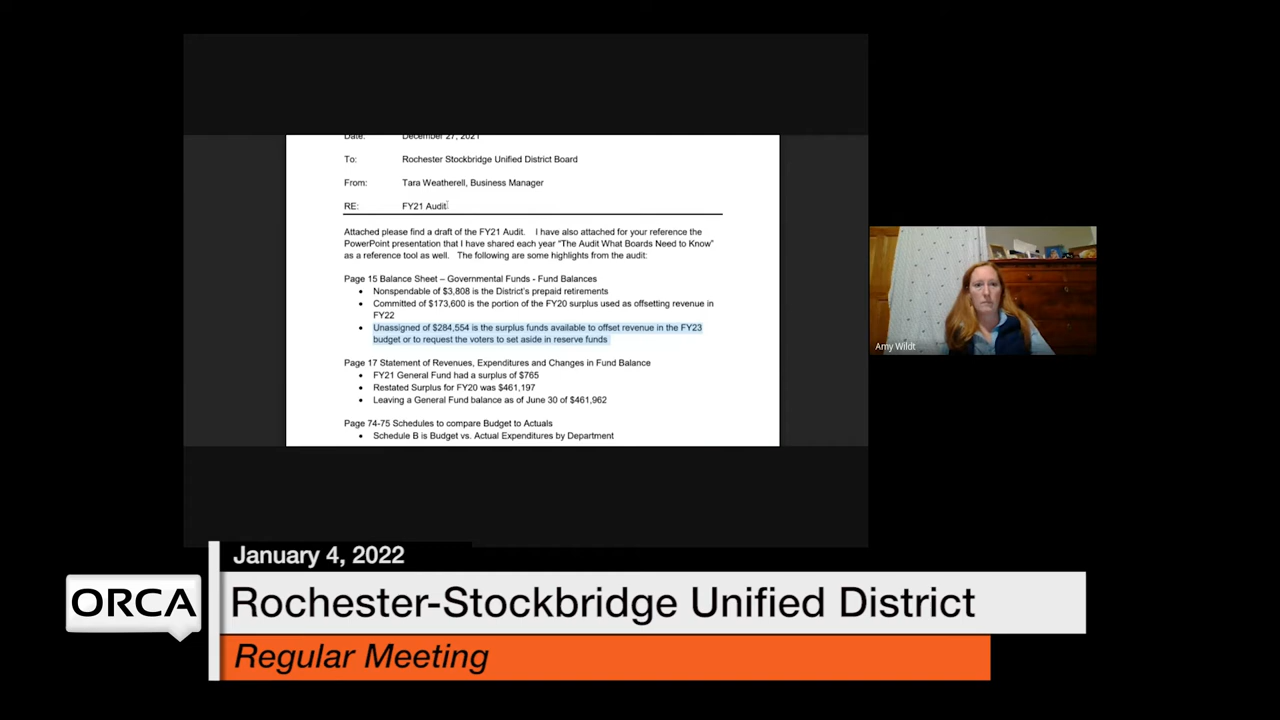 Date: December 27, 2021
To: Rochester Stockbridge Unified District Board
From: Tara Weatherell, Business Manager
RE: FY21 Audit
Attached please find a draft of the FY21 Audit. I have also attached for your reference the
PowerPoint presentation that I have shared each year “The Audit What Boards Need to Know”
as a reference tool as well. The following are some highlights from the audit:
Page 15 Balance Sheet – Governmental Funds - Fund Balances
• Nonspendable of $3,808 is the District’s prepaid retirements
• Committed of $173,600 is the portion of the FY20 surplus used as offsetting revenue in
FY22
• Unassigned of $284,554 is the surplus funds available to offset revenue in the FY23
budget or to request the voters to set aside in reserve funds
Page 17 Statement of Revenues, Expenditures and Changes in Fund Balance
• FY21 General Fund had a surplus of $765
• Restated Surplus for FY20 was $461,197
• Leaving a General Fund balance as of June 30 of $461,962
Page 74-75 Schedules to compare Budget to Actuals
• Schedule B is Budget vs. Actual Expenditures by Department
Amy Wildt
January 4, 2022
ORCA
Rochester-Stockbridge Unified District
Regular Meeting